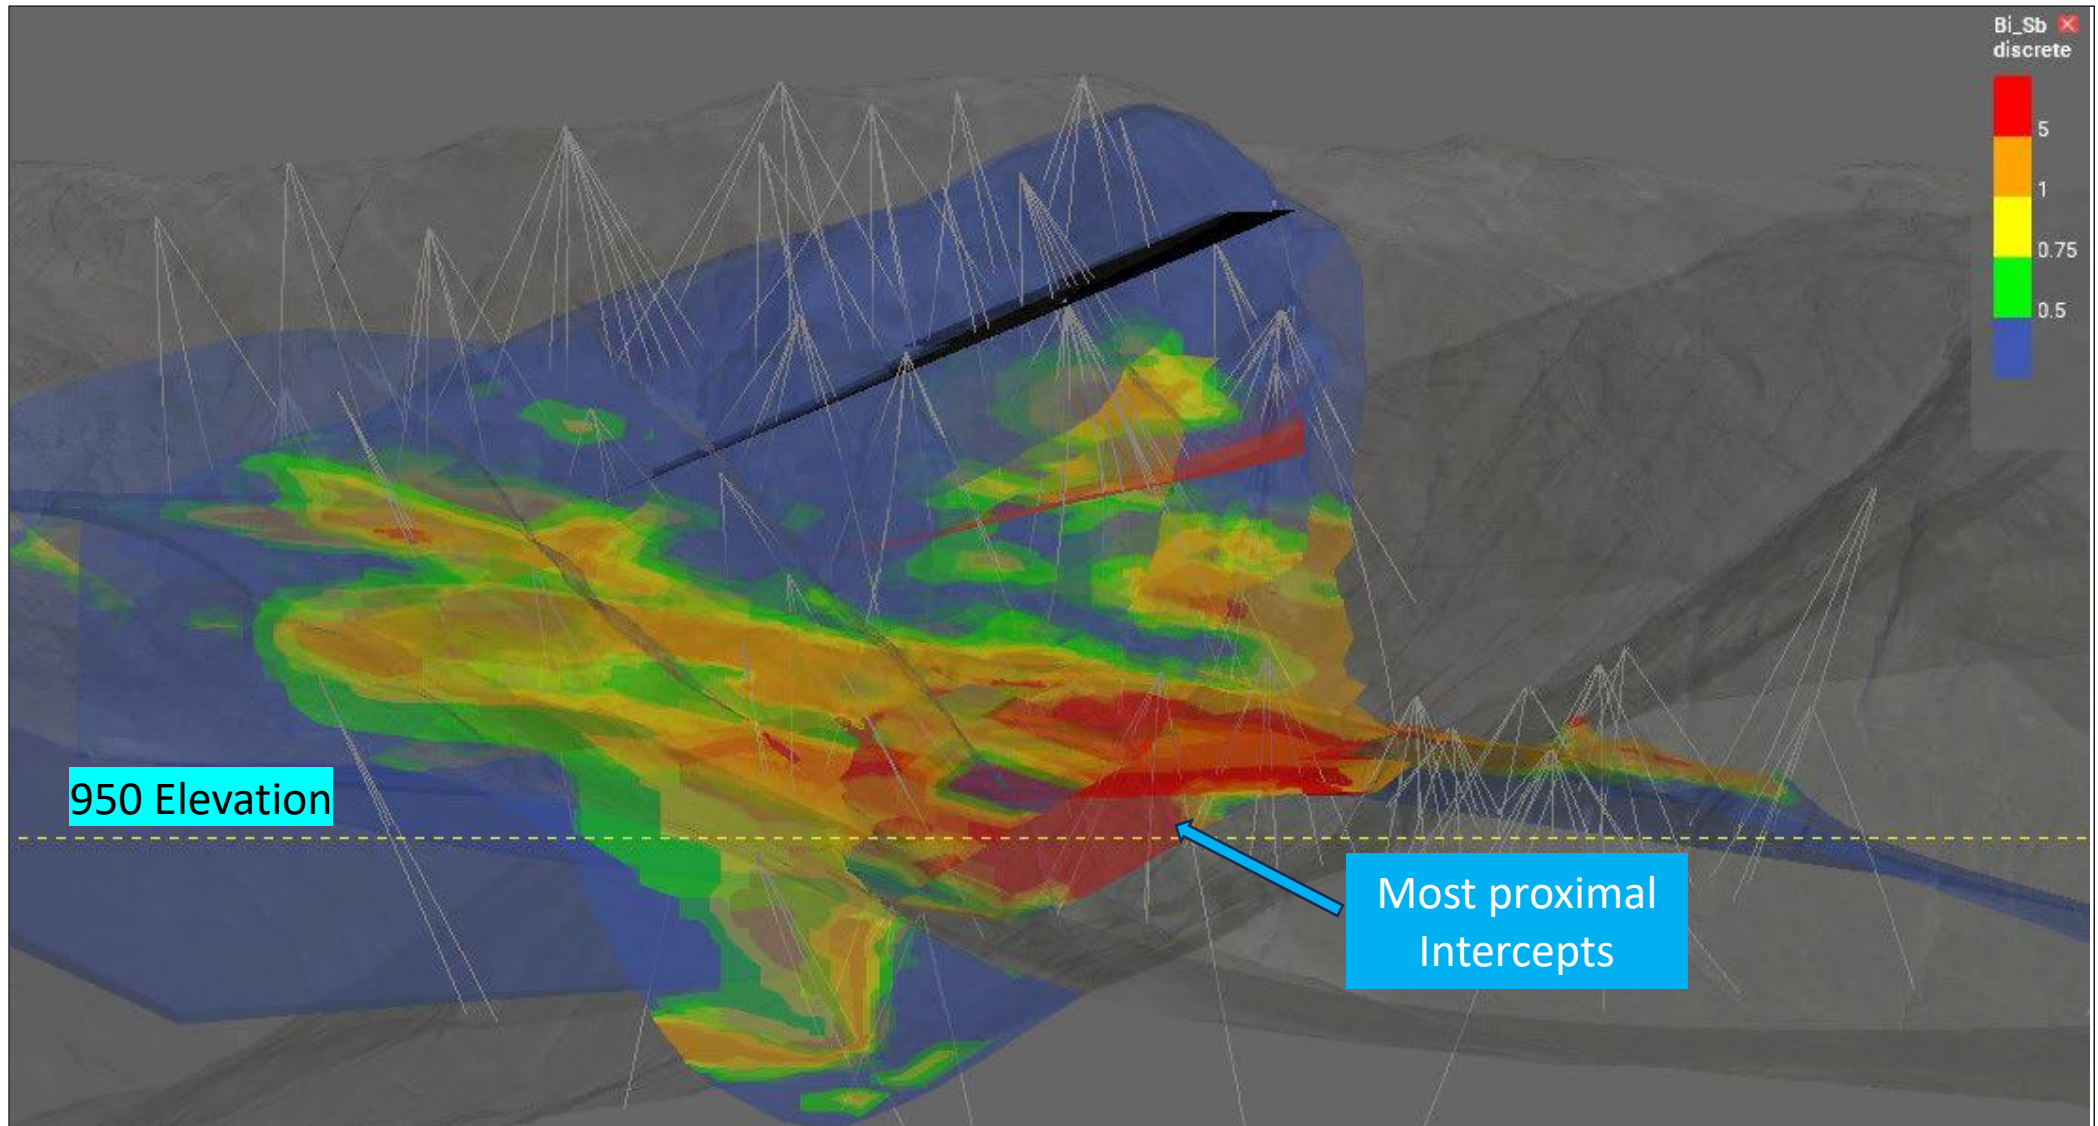 Bi_Sb
discrete
5
1
0.75
0.5
950 Elevation
Most proximal
Intercepts